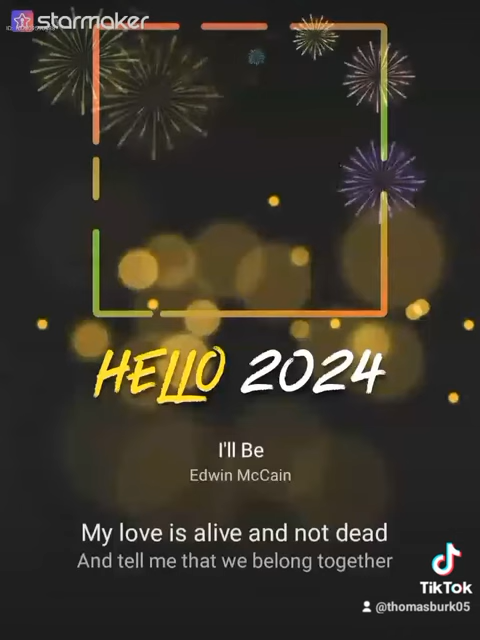 starmaker
HELLO 2024
I'll Be
Edwin McCain
My love is alive and not dead
And tell me that we belong together
TikTok
@thomasburk05